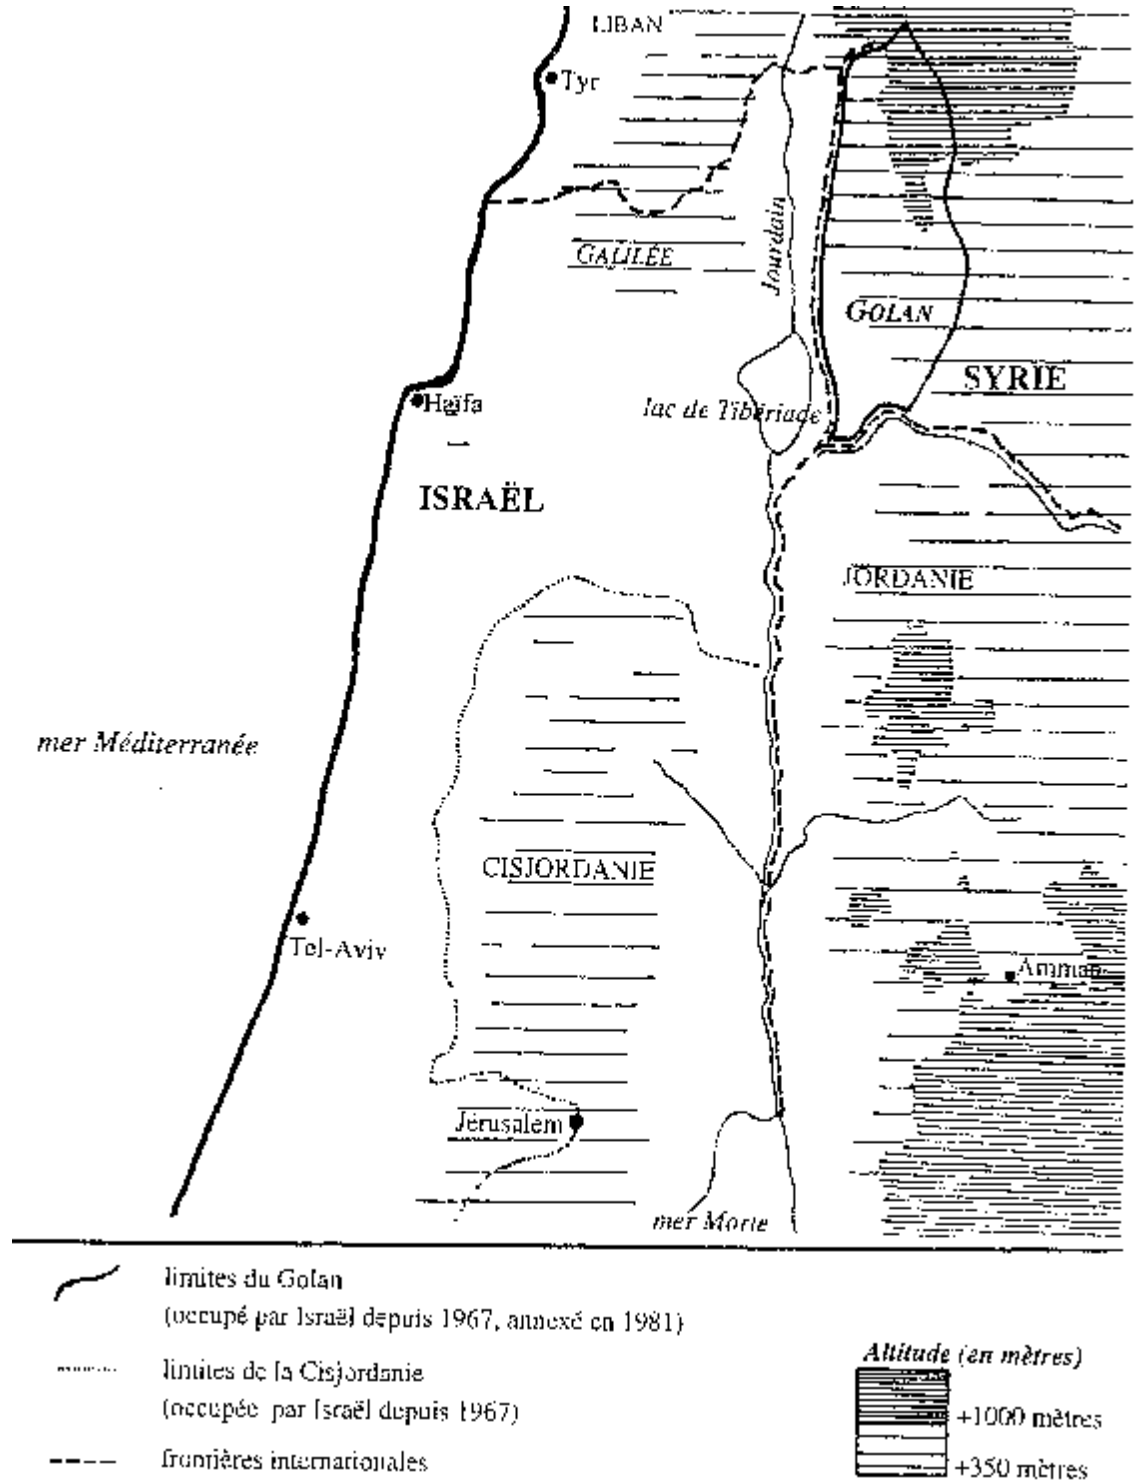 LIBAN
Tyr
GALILÉE
Jourdain
GOLAN
SYRIE
Haïfa
lac de Tibériade
ISRAËL
JORDANIE
mer Méditerranée
CISJORDANIE
Tel-Aviv
Amman
Jérusalem
mer Morte
limites du Golan
(occupé par Israël depuis 1967, annexé en 1981)
limites de la Cisjordanie
(occupée par Israël depuis 1967)
frontières internationales
Altitude (en mètres)
+1000 mètres
+350 mètres